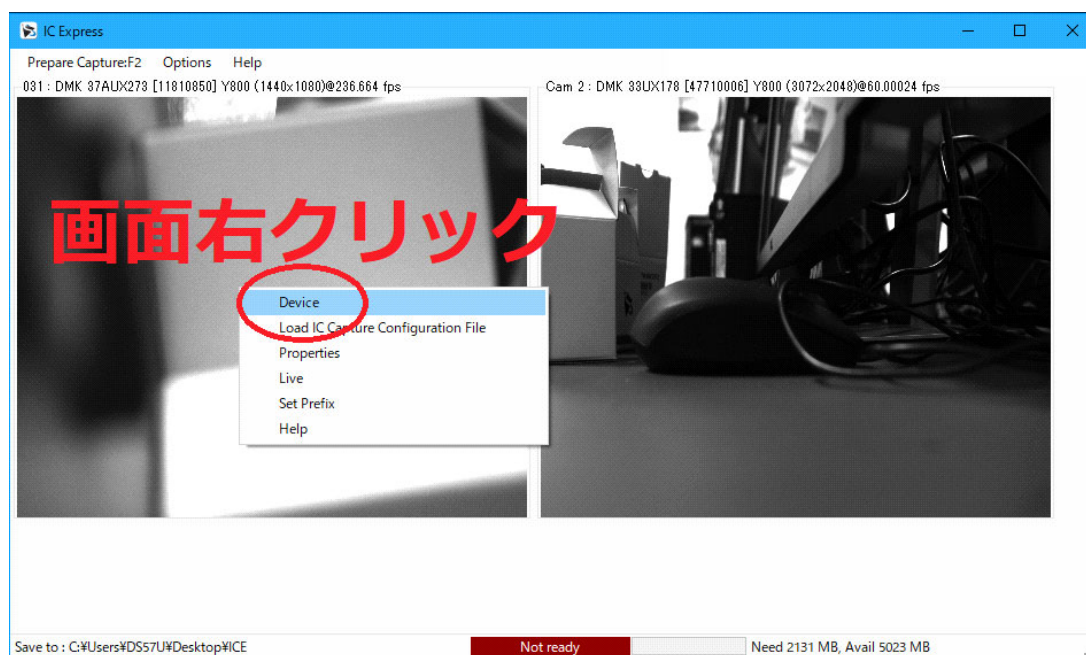 IC Express
Prepare Capture:F2 Options Help
031 : DMK 37AUX273 [11810850] Y800 (1440x1080)@236.664 fps
Cam 2 : DMK 33UX178 [47710006] Y800 (3072x2048)@60.00024 fps
画面右クリック
Device
Load IC Capture Configuration File
Properties
Live
Set Prefix
Help
Save to : C:¥Users¥DS57U¥Desktop¥ICE Not ready Need 2131 MB, Avail 5023 MB